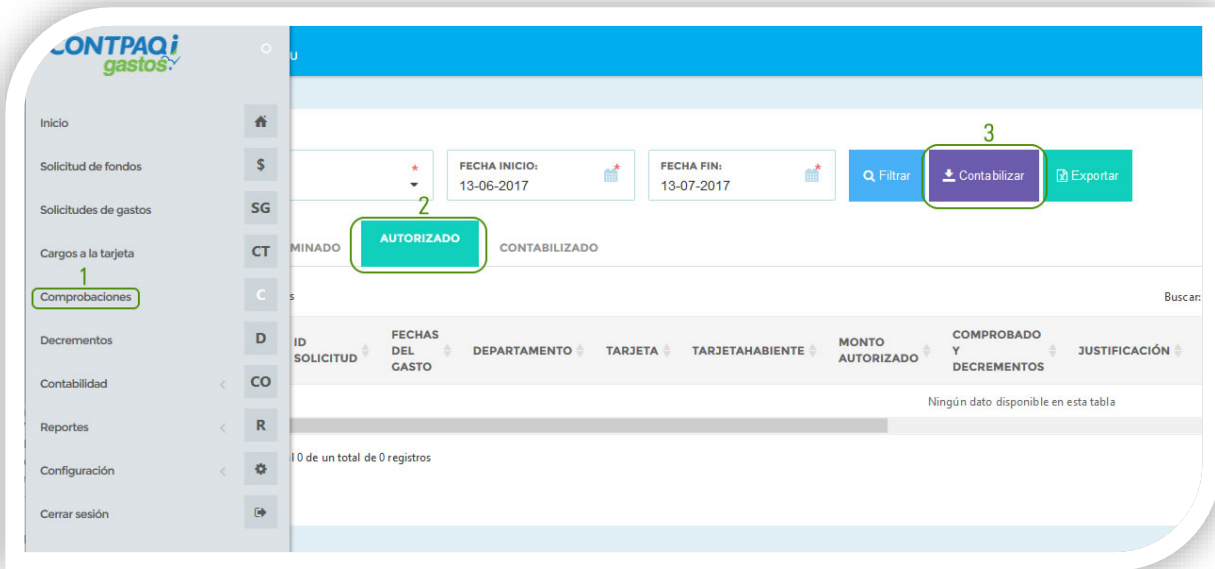 CONTPAQi
gastos
U
Inicio
Solicitud de fondos $
Solicitudes de gastos SG
Cargos a la tarjeta CT
1
Comprobaciones C
Decrementos D
Contabilidad < CO
Reportes < R
Configuración <
Cerrar sesión
3
* FECHA INICIO: * FECHA FIN: *
13-06-2017 13-07-2017 Filtrar Contabilizar Exportar
2
MINADO AUTORIZADO CONTABILIZADO
s Buscar:
ID SOLICITUD
FECHAS DEL GASTO
DEPARTAMENTO
TARJETA
TARJETAHABIENTE
MONTO AUTORIZADO
COMPROBADO Y DECREMENTOS
JUSTIFICACIÓN
Ningún dato disponible en esta tabla
l 0 de un total de 0 registros